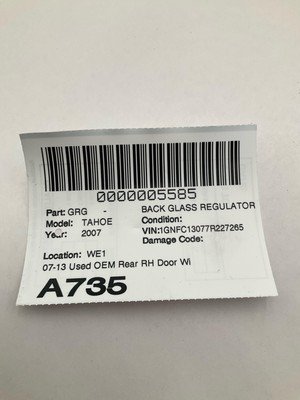 0000005585
Part: GRG - BACK GLASS REGULATOR
Model: TAHOE Condition:
Year: 2007 VIN:1GNFC13077R227265
Damage Code:
Location: WE1
07-13 Used OEM Rear RH Door Wi
A735